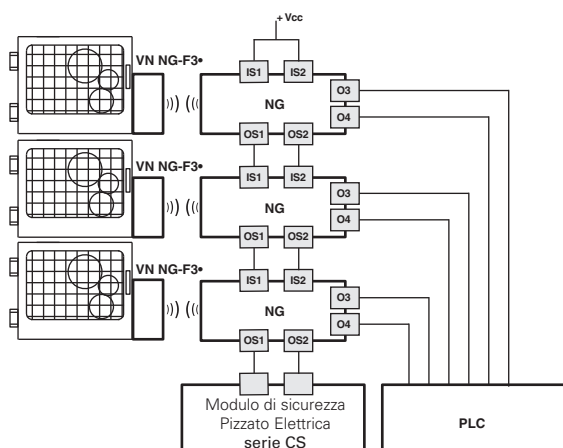 + Vcc
VN NG-F3•
IS1 IS2
NG
O3
O4
OS1 OS2
VN NG-F3•
IS1 IS2
NG
O3
O4
OS1 OS2
VN NG-F3•
IS1 IS2
NG
O3
O4
OS1 OS2
Modulo di sicurezza
Pizzato Elettrica
serie CS
PLC